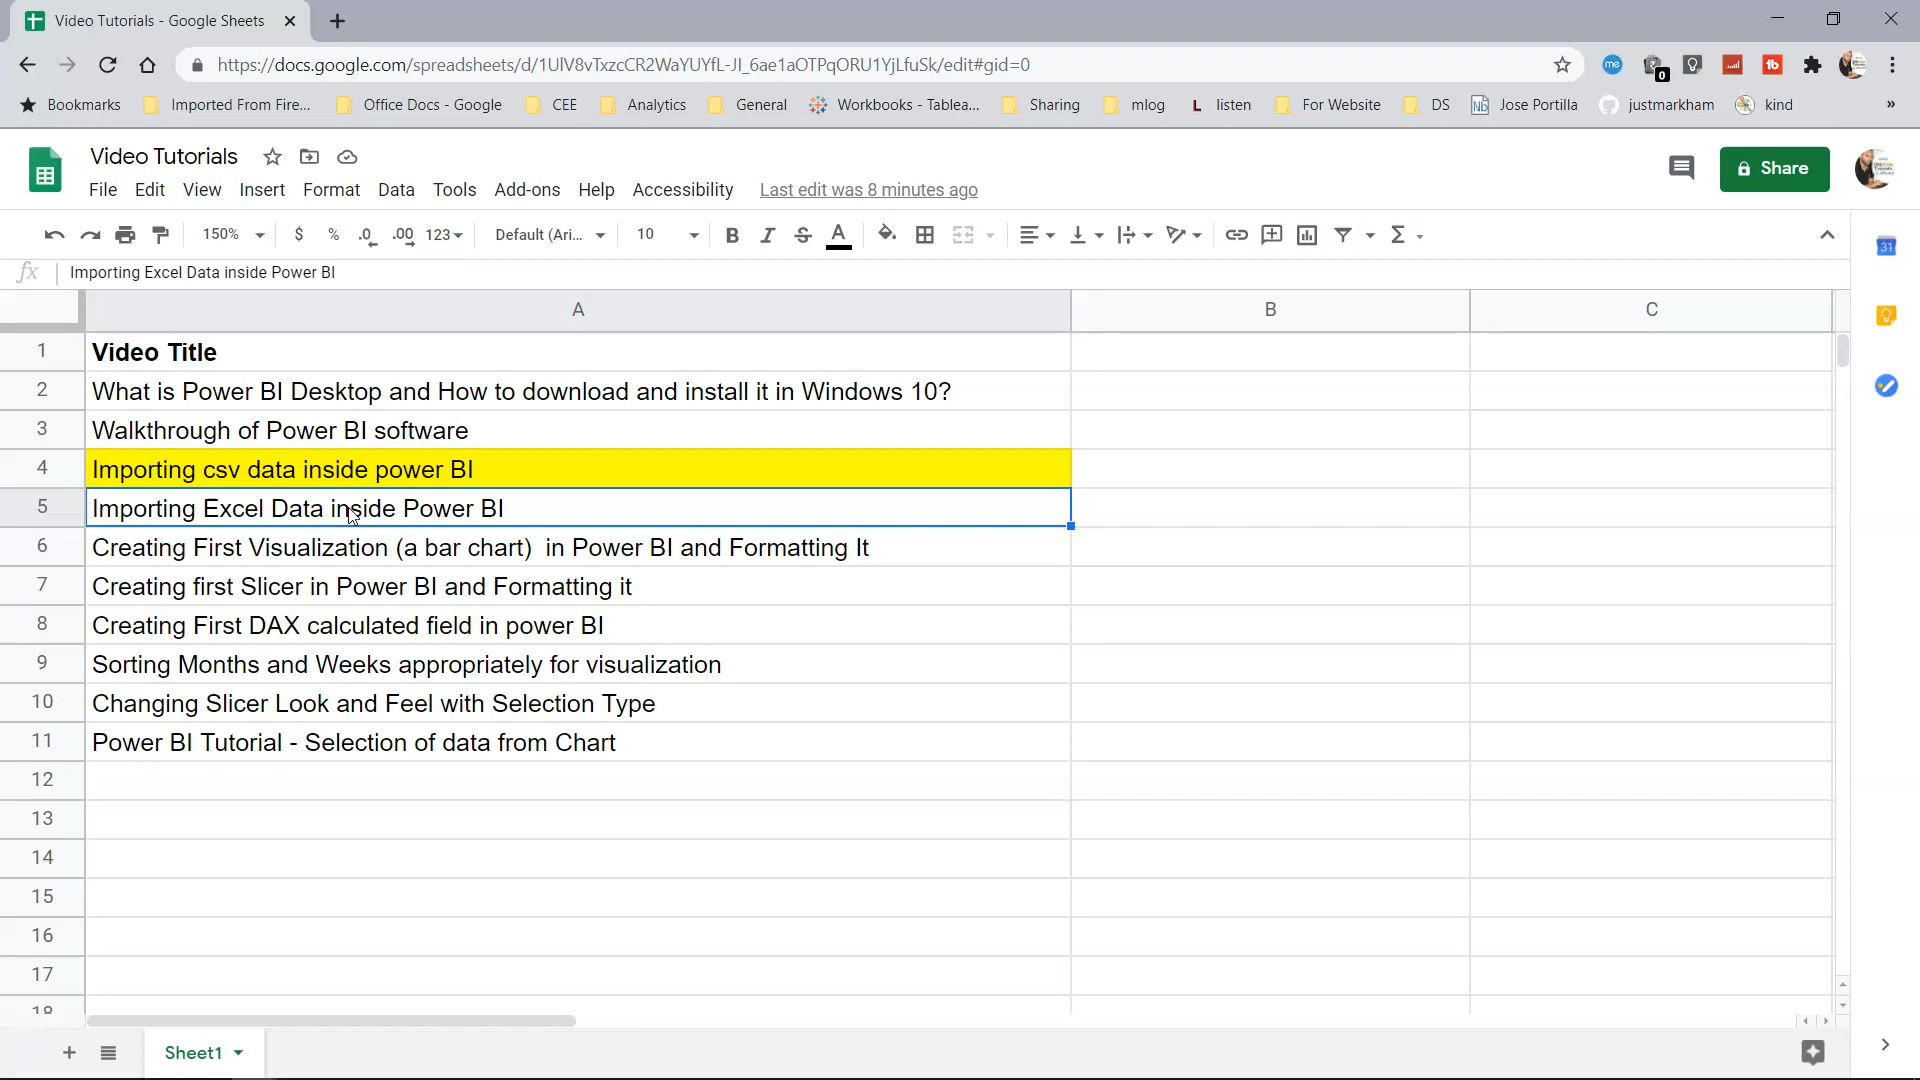 Video Tutorials - Google Sheets
https://docs.google.com/spreadsheets/d/1UlV8vTxzcCR2WaYUYfL-JI_6ae1aOTPqORU1YjLfuSk/edit#gid=0
me 0 tb
Bookmarks Imported From Fire... Office Docs - Google CEE Analytics General Workbooks - Tablea... Sharing mlog L listen For Website DS Nb Jose Portilla justmarkham kind »
Video Tutorials
Share
File Edit View Insert Format Data Tools Add-ons Help Accessibility Last edit was 8 minutes ago
150% $ % .0 .00 123 Default (Ari... 10 B I S A Σ
31
fx Importing Excel Data inside Power BI
A B C
1 Video Title
2 What is Power BI Desktop and How to download and install it in Windows 10?
3 Walkthrough of Power BI software
4 Importing csv data inside power BI
5 Importing Excel Data inside Power BI
6 Creating First Visualization (a bar chart)  in Power BI and Formatting It
7 Creating first Slicer in Power BI and Formatting it
8 Creating First DAX calculated field in power BI
9 Sorting Months and Weeks appropriately for visualization
10 Changing Slicer Look and Feel with Selection Type
11 Power BI Tutorial - Selection of data from Chart
12
13
14
15
16
17
18
Sheet1